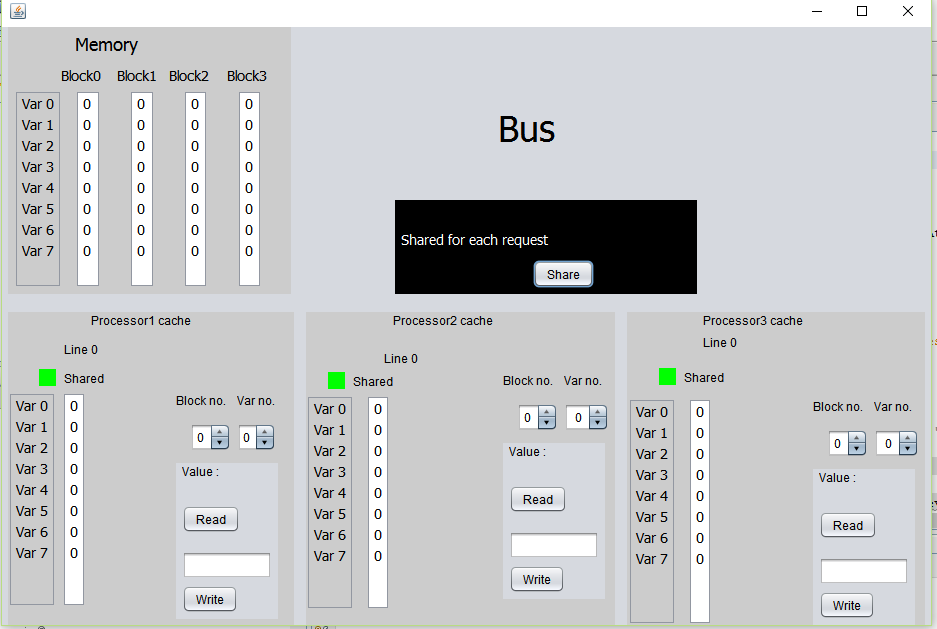 Memory
Block0 Block1 Block2 Block3
Var 0 0 0 0 0
Var 1 0 0 0 0
Var 2 0 0 0 0
Var 3 0 0 0 0
Var 4 0 0 0 0
Var 5 0 0 0 0
Var 6 0 0 0 0
Var 7 0 0 0 0
Bus
Shared for each request
Share
Processor1 cache
Line 0
Shared
Var 0 0
Var 1 0
Var 2 0
Var 3 0
Var 4 0
Var 5 0
Var 6 0
Var 7 0
Block no. Var no.
0 0
Value :
Read
Write
Processor2 cache
Line 0
Shared
Var 0 0
Var 1 0
Var 2 0
Var 3 0
Var 4 0
Var 5 0
Var 6 0
Var 7 0
Block no. Var no.
0 0
Value :
Read
Write
Processor3 cache
Line 0
Shared
Var 0 0
Var 1 0
Var 2 0
Var 3 0
Var 4 0
Var 5 0
Var 6 0
Var 7 0
Block no. Var no.
0 0
Value :
Read
Write